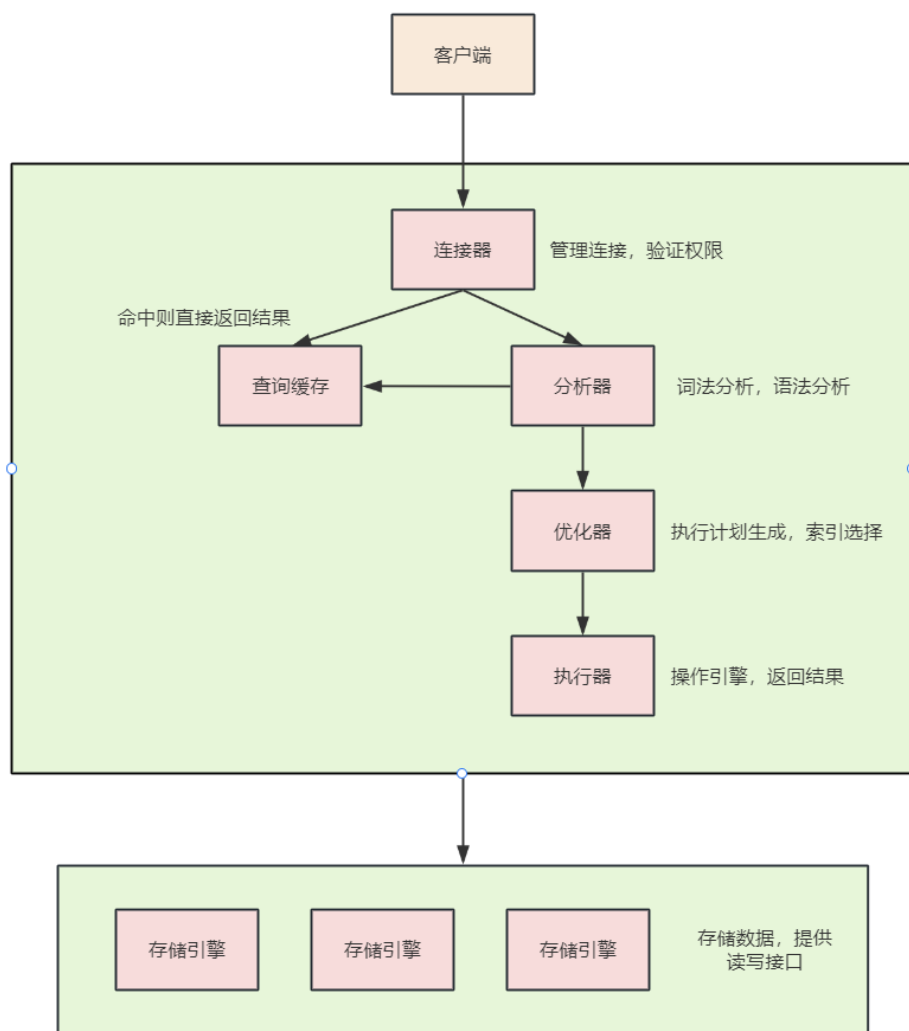 客户端
连接器
管理连接，验证权限
命中则直接返回结果
查询缓存
分析器
词法分析，语法分析
优化器
执行计划生成，索引选择
执行器
操作引擎，返回结果
存储引擎
存储引擎
存储引擎
存储数据，提供
读写接口